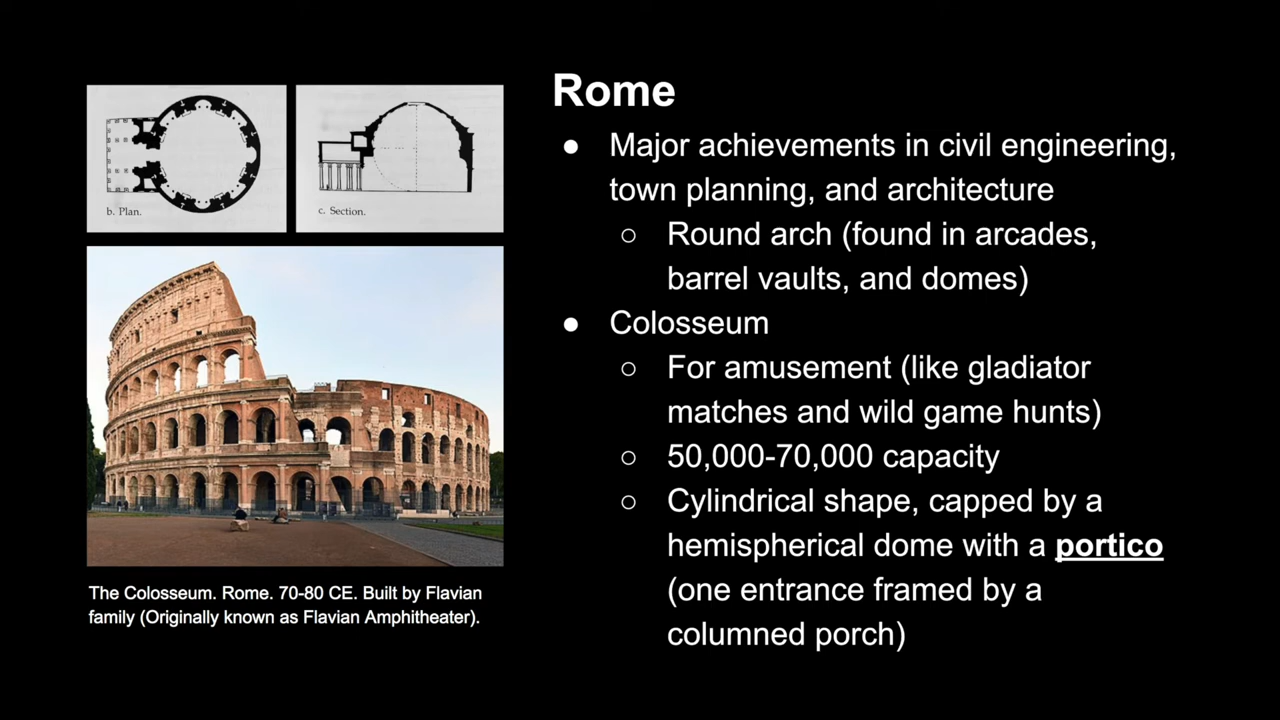 b. Plan.
c. Section.
The Colosseum. Rome. 70-80 CE. Built by Flavian
family (Originally known as Flavian Amphitheater).
Rome
● Major achievements in civil engineering,
town planning, and architecture
○ Round arch (found in arcades,
barrel vaults, and domes)
● Colosseum
○ For amusement (like gladiator
matches and wild game hunts)
○ 50,000-70,000 capacity
○ Cylindrical shape, capped by a
hemispherical dome with a portico
(one entrance framed by a
columned porch)